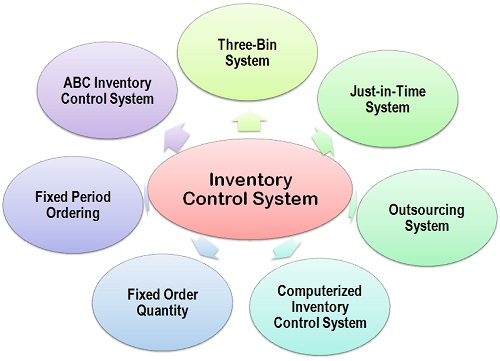 Three-Bin
System
ABC Inventory
Control System
Just-in-Time
System
Inventory
Control System
Fixed Period
Ordering
Outsourcing
System
Fixed Order
Quantity
Computerized
Inventory
Control System